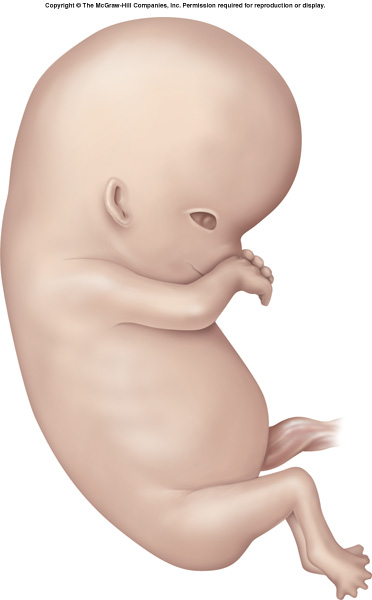 Copyright © The McGraw-Hill Companies, Inc. Permission required for reproduction or display.